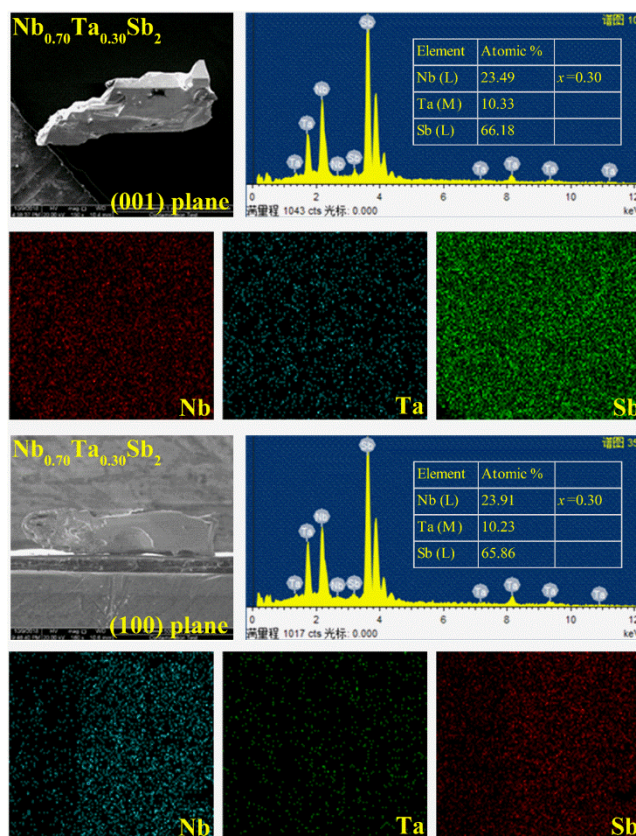 Nb0.70Ta0.30Sb2
(001) plane
谱图 10
Element Atomic %
Nb (L) 23.49 x=0.30
Ta (M) 10.33
Sb (L) 66.18
Sb
Nb
Ta
Ta Nb Sb Ta Ta Ta Ta
2 4 6 8 10 12
满量程 1043 cts 光标: 0.000 keV
Nb
Ta
Sb
Nb0.70Ta0.30Sb2
(100) plane
谱图 35
Element Atomic %
Nb (L) 23.91 x=0.30
Ta (M) 10.23
Sb (L) 65.86
Sb
Ta Nb
Ta Nb Sb Ta Ta Ta Ta
2 4 6 8 10 12
满量程 1017 cts 光标: 0.000 keV
Nb
Ta
Sb